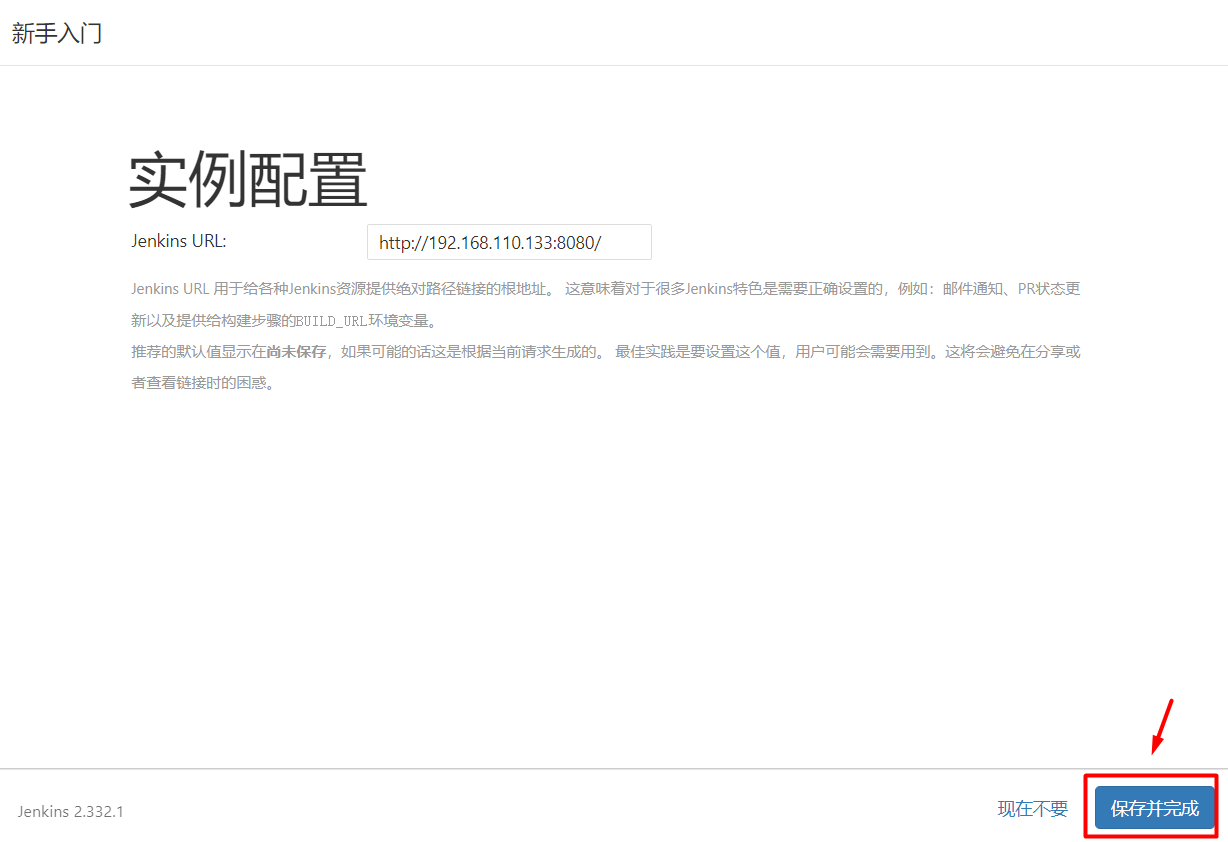 新手入门
实例配置
Jenkins URL:
http://192.168.110.133:8080/
Jenkins URL 用于给各种Jenkins资源提供绝对路径链接的根地址。 这意味着对于很多Jenkins特色是需要正确设置的，例如：邮件通知、PR状态更
新以及提供给构建步骤的BUILD_URL环境变量。
推荐的默认值显示在尚未保存，如果可能的话这是根据当前请求生成的。 最佳实践是要设置这个值，用户可能会需要用到。这将会避免在分享或
者查看链接时的困惑。
Jenkins 2.332.1
现在不要
保存并完成